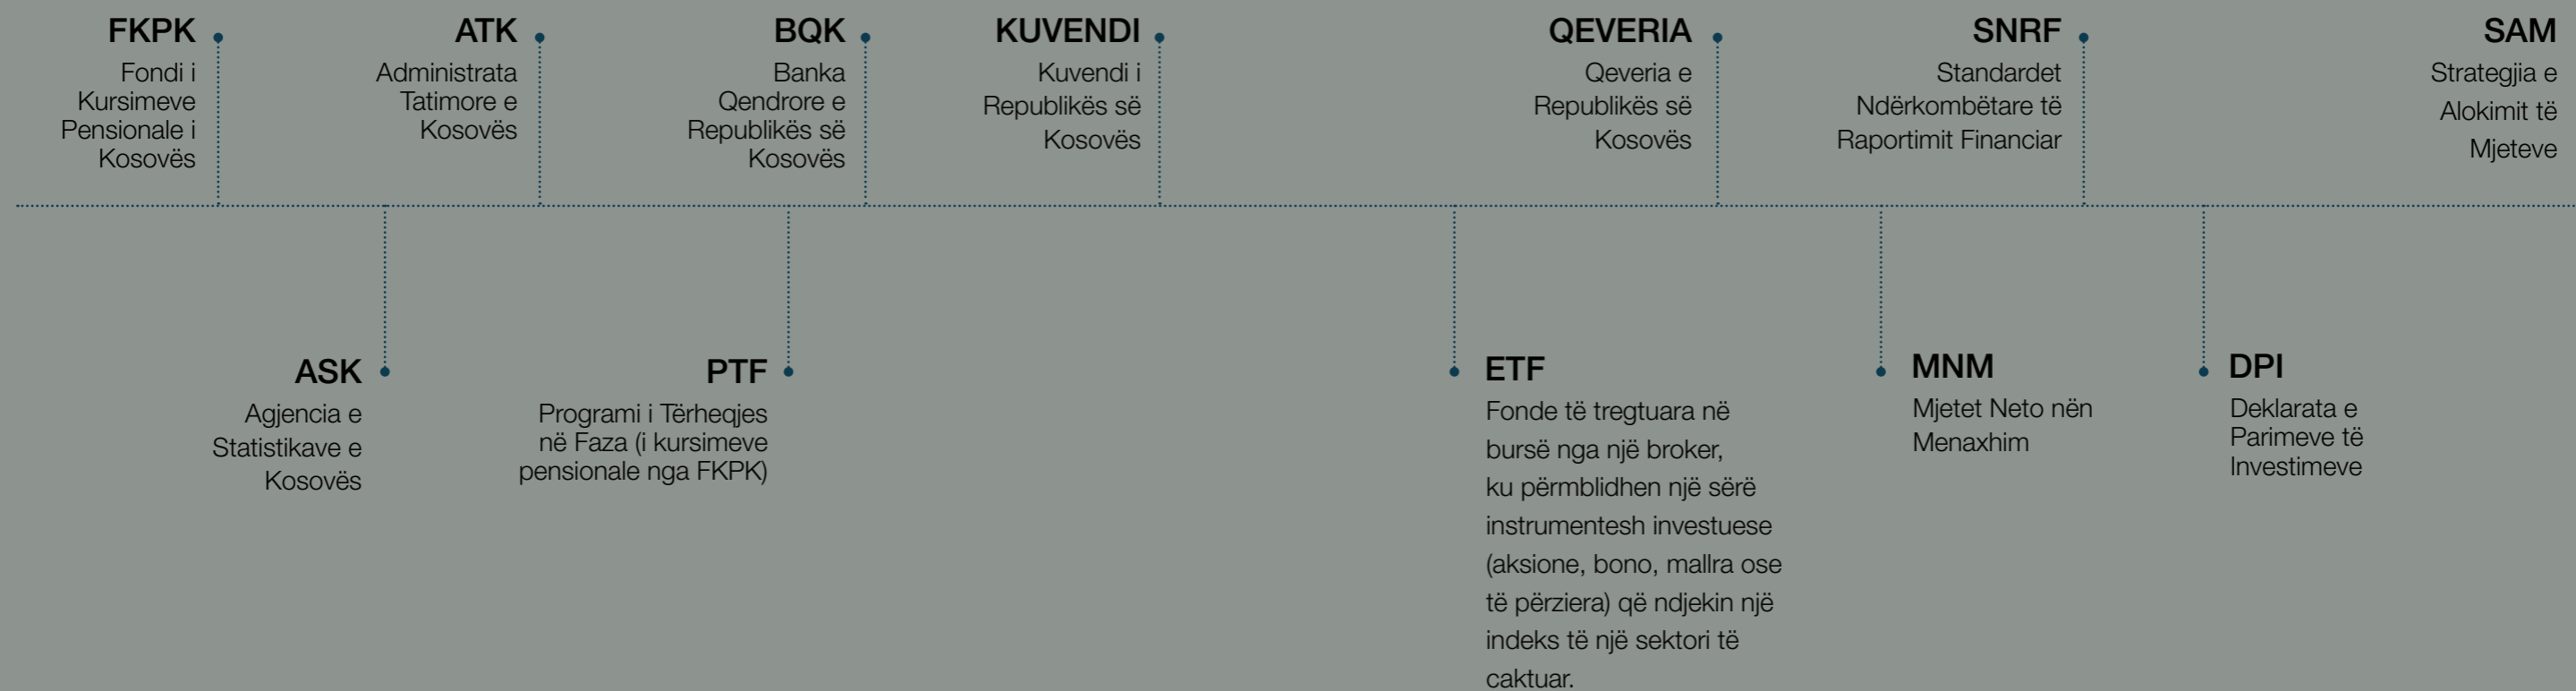 FKPK
Fondi i
Kursimeve
Pensionale i
Kosovës
ATK
Administrata
Tatimore e
Kosovës
BQK
Banka
Qendrore e
Republikës së
Kosovës
KUVENDI
Kuvendi i
Republikës së
Kosovës
QEVERIA
Qeveria e
Republikës së
Kosovës
SNRF
Standardet
Ndërkombëtare të
Raportimit Financiar
SAM
Strategjia e
Alokimit të
Mjeteve
ASK
Agjencia e
Statistikave e
Kosovës
PTF
Programi i Tërheqjes
në Faza (i kursimeve
pensionale nga FKPK)
ETF
Fonde të tregtuara në
bursë nga një broker,
ku përmblidhen një sërë
instrumentesh investuese
(aksione, bono, mallra ose
të përziera) që ndjekin një
indeks të një sektori të
caktuar.
MNM
Mjetet Neto nën
Menaxhim
DPI
Deklarata e
Parimeve të
Investimeve